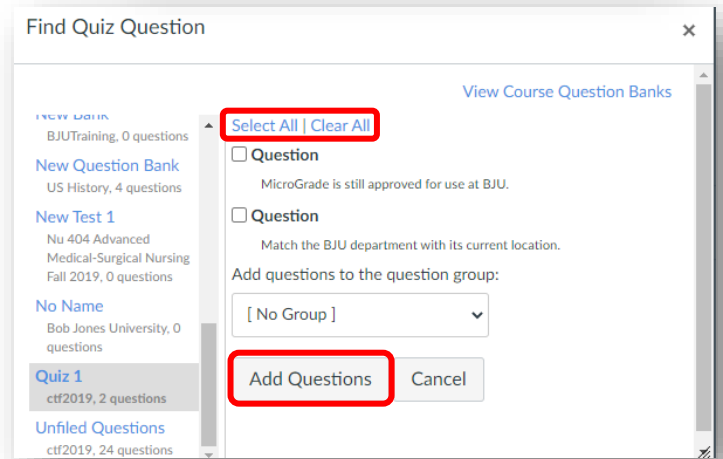 Find Quiz Question
×
View Course Question Banks
New Bank
BJUTraining, 0 questions
New Question Bank
US History, 4 questions
New Test 1
Nu 404 Advanced
Medical-Surgical Nursing
Fall 2019, 0 questions
No Name
Bob Jones University, 0
questions
Quiz 1
ctf2019, 2 questions
Unfiled Questions
ctf2019, 24 questions
Select All | Clear All
Question
MicroGrade is still approved for use at BJU.
Question
Match the BJU department with its current location.
Add questions to the question group:
[ No Group ]
Add Questions Cancel